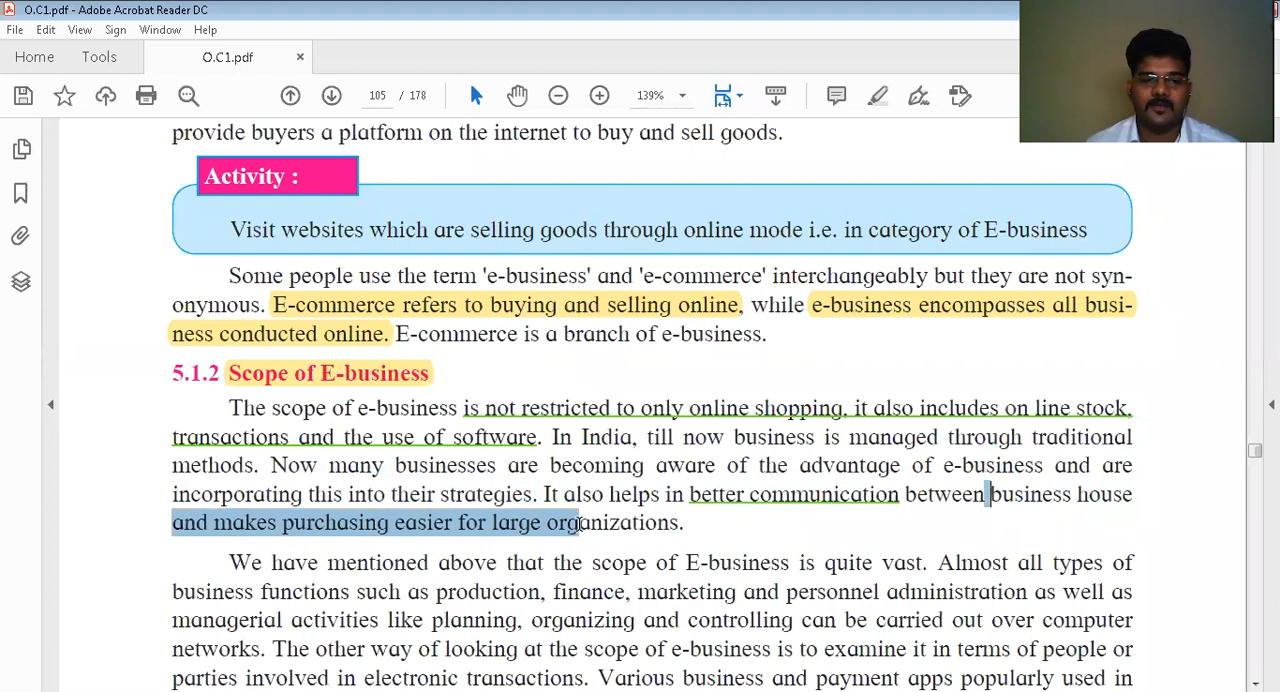 O.C1.pdf - Adobe Acrobat Reader DC
File Edit View Sign Window Help
Home Tools O.C1.pdf ×
105 / 178 139%
provide buyers a platform on the internet to buy and sell goods.
Activity :
Visit websites which are selling goods through online mode i.e. in category of E-business
Some people use the term 'e-business' and 'e-commerce' interchangeably but they are not syn-
onymous. E-commerce refers to buying and selling online, while e-business encompasses all busi-
ness conducted online. E-commerce is a branch of e-business.
5.1.2 Scope of E-business
The scope of e-business is not restricted to only online shopping, it also includes on line stock,
transactions and the use of software. In India, till now business is managed through traditional
methods. Now many businesses are becoming aware of the advantage of e-business and are
incorporating this into their strategies. It also helps in better communication between business house
and makes purchasing easier for large organizations.
We have mentioned above that the scope of E-business is quite vast. Almost all types of
business functions such as production, finance, marketing and personnel administration as well as
managerial activities like planning, organizing and controlling can be carried out over computer
networks. The other way of looking at the scope of e-business is to examine it in terms of people or
parties involved in electronic transactions. Various business and payment apps popularly used in